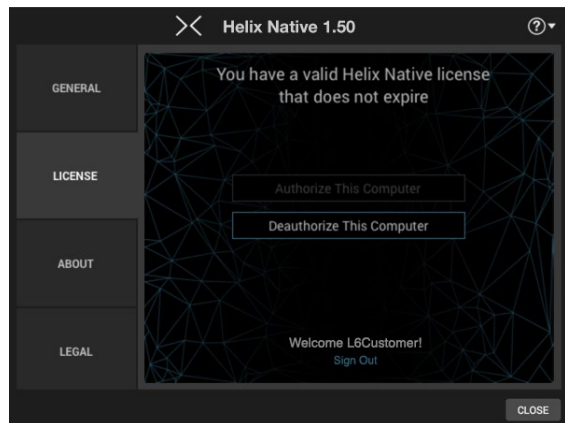 Helix Native 1.50
?
GENERAL
LICENSE
ABOUT
LEGAL
You have a valid Helix Native license
that does not expire
Authorize This Computer
Deauthorize This Computer
Welcome L6Customer!
Sign Out
CLOSE